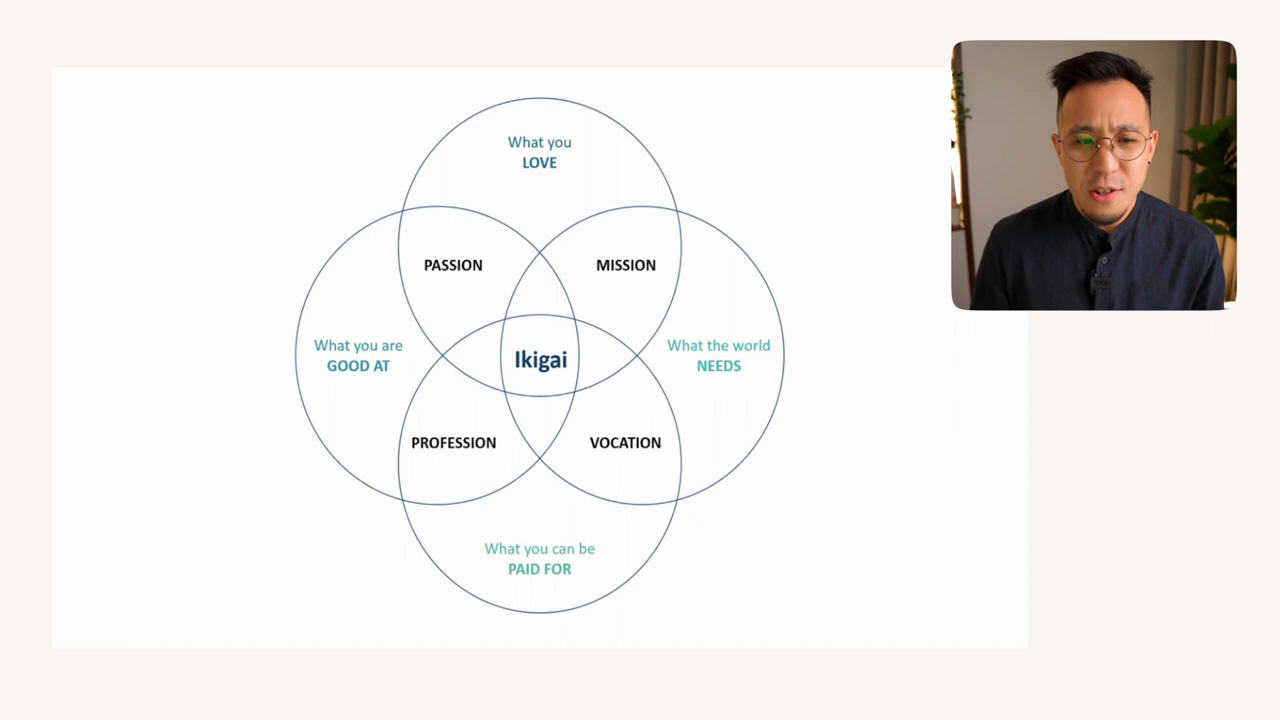 What you
LOVE
PASSION
MISSION
What you are
GOOD AT
Ikigai
What the world
NEEDS
PROFESSION
VOCATION
What you can be
PAID FOR